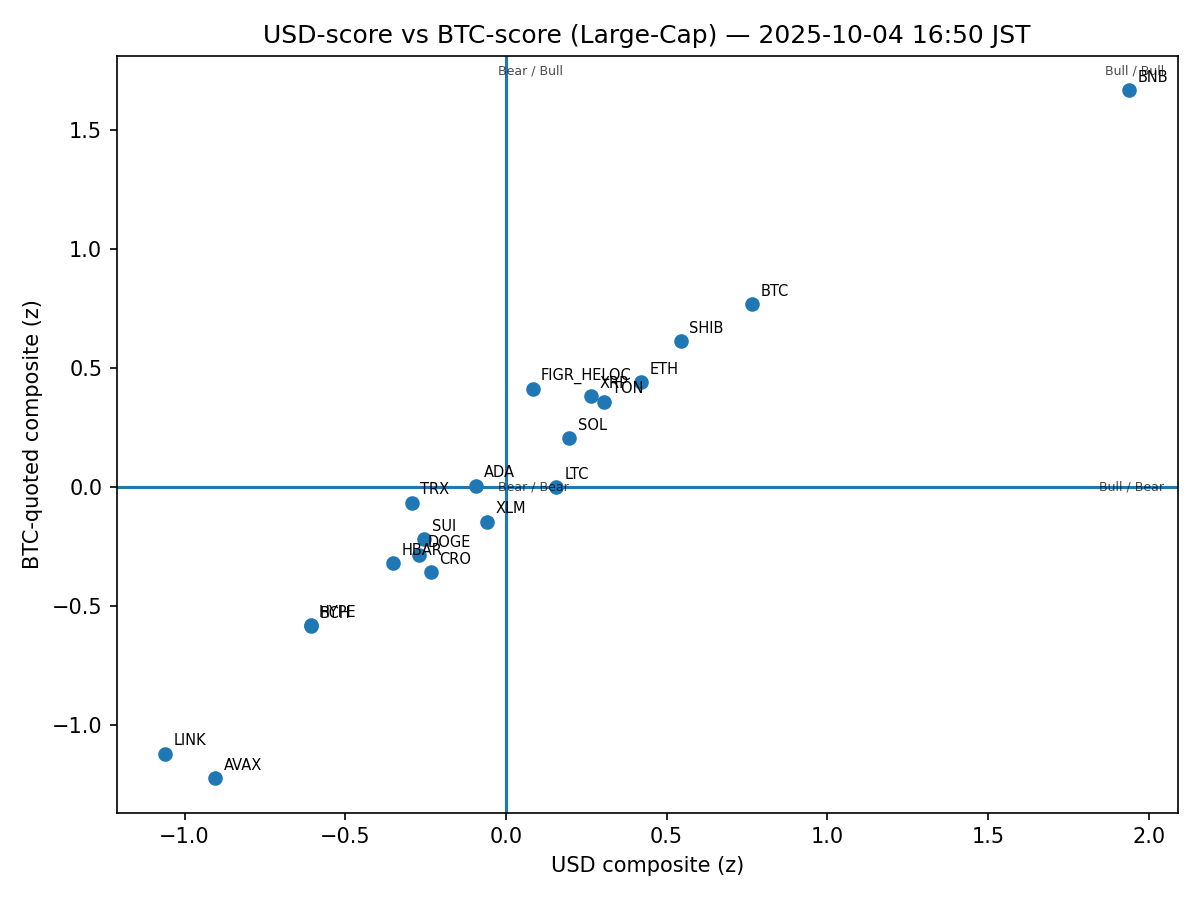 USD-score vs BTC-score (Large-Cap) — 2025-10-04 16:50 JST
Bear / Bull
Bull / Bull
BNB
1.5
1.0
BTC
SHIB
0.5
FIGR_HELOC
ETH
XRP
TON
SOL
ADA
LTC
0.0
TRX
Bear / Bear
Bull / Bear
XLM
SUI
DOGE
HBAR
CRO
−0.5
HYPE
BCH
−1.0
LINK
AVAX
BTC-quoted composite (z)
−1.0
−0.5
0.0
0.5
1.0
1.5
2.0
USD composite (z)